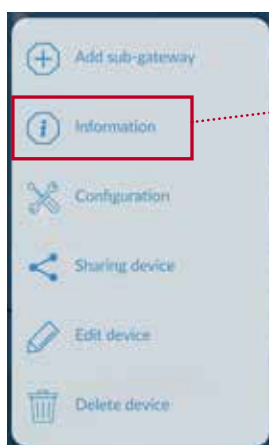 Add sub-gateway
Information
Configuration
Sharing device
Edit device
Delete device